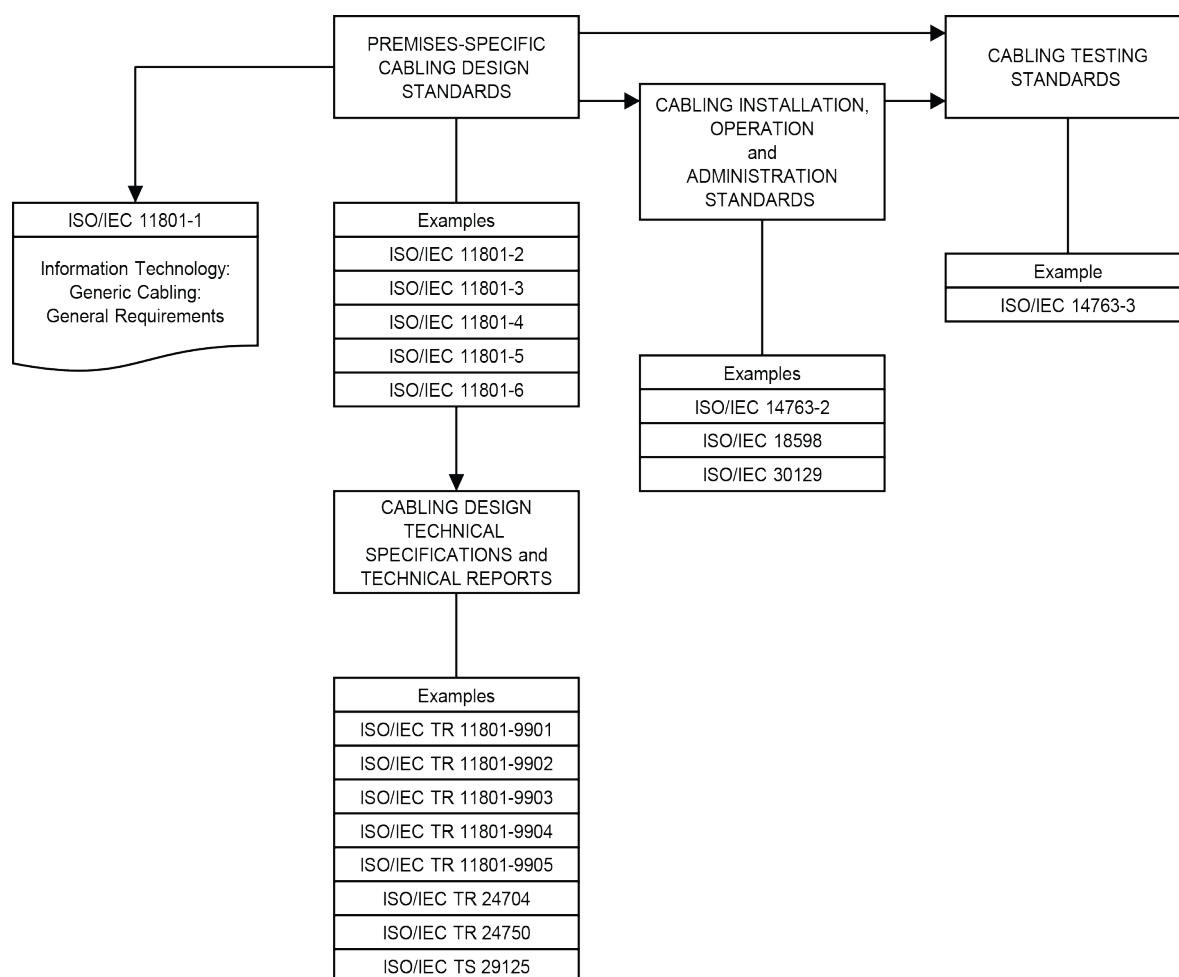 PREMISES-SPECIFIC
CABLING DESIGN
STANDARDS
CABLING TESTING
STANDARDS
CABLING INSTALLATION,
OPERATION
and
ADMINISTRATION
STANDARDS
ISO/IEC 11801-1
Information Technology:
Generic Cabling:
General Requirements
Examples
ISO/IEC 11801-2
ISO/IEC 11801-3
ISO/IEC 11801-4
ISO/IEC 11801-5
ISO/IEC 11801-6
Example
ISO/IEC 14763-3
Examples
ISO/IEC 14763-2
ISO/IEC 18598
ISO/IEC 30129
CABLING DESIGN
TECHNICAL
SPECIFICATIONS and
TECHNICAL REPORTS
Examples
ISO/IEC TR 11801-9901
ISO/IEC TR 11801-9902
ISO/IEC TR 11801-9903
ISO/IEC TR 11801-9904
ISO/IEC TR 11801-9905
ISO/IEC TR 24704
ISO/IEC TR 24750
ISO/IEC TS 29125